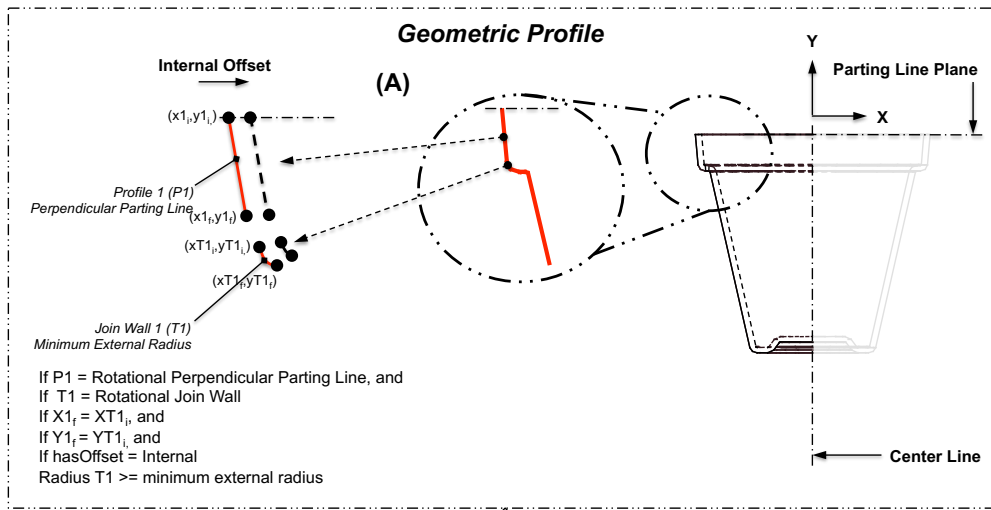 Geometric Profile
Internal Offset
(A)
Y
X
Parting Line Plane
(x1i,y1i,)
Profile 1 (P1)
Perpendicular Parting Line
(x1f,y1f)
(xT1i,yT1i,)
(xT1f,yT1f)
Join Wall 1 (T1)
Minimum External Radius
If P1 = Rotational Perpendicular Parting Line, and
If T1 = Rotational Join Wall
If X1f = XT1i, and
If Y1f = YT1i, and
If hasOffset = Internal
Radius T1 >= minimum external radius
Center Line